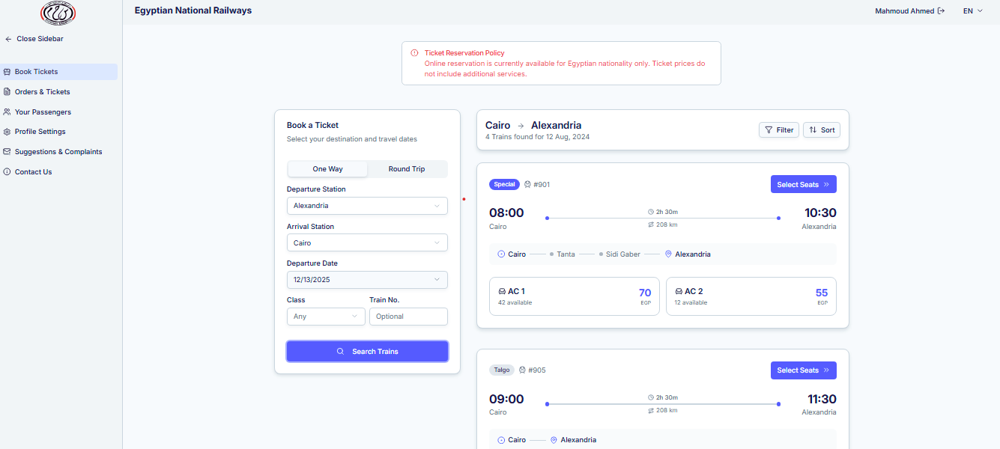 Egyptian National Railways
Mahmoud Ahmed
EN
Close Sidebar
Book Tickets
Orders & Tickets
Your Passengers
Profile Settings
Suggestions & Complaints
Contact Us
Ticket Reservation Policy
Online reservation is currently available for Egyptian nationality only. Ticket prices do
not include additional services.
Book a Ticket
Select your destination and travel dates
One Way Round Trip
Departure Station
Alexandria
Arrival Station
Cairo
Departure Date
12/13/2025
Class Train No.
Any Optional
Search Trains
Cairo → Alexandria
4 Trains found for 12 Aug, 2024
Filter Sort
Special #901 Select Seats
08:00 2h 30m 10:30
Cairo 208 km Alexandria
Cairo Tanta Sidi Gaber Alexandria
AC 1 70
42 available EGP
AC 2 55
12 available EGP
Talgo #905 Select Seats
09:00 2h 30m 11:30
Cairo 208 km Alexandria
Cairo Alexandria